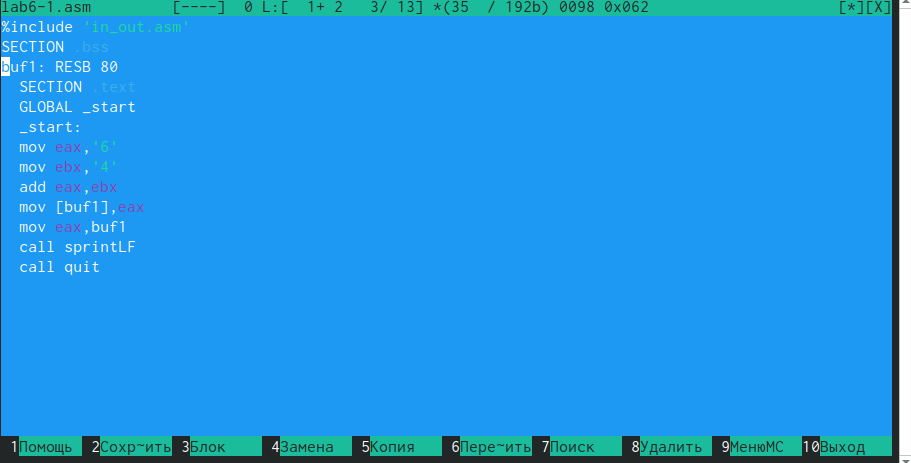 lab6-1.asm [----] 0 L:[ 1+ 2 3/ 13] *(35 / 192b) 0098 0x062 [*][X]
%include 'in_out.asm'
SECTION .bss
buf1: RESB 80
SECTION .text
GLOBAL _start
_start:
mov eax,'6'
mov ebx,'4'
add eax,ebx
mov [buf1],eax
mov eax,buf1
call sprintLF
call quit
1Помощь 2Сохр~ить 3Блок 4Замена 5Копия 6Пере~ить 7Поиск 8Удалить 9МенюMC 10Выход